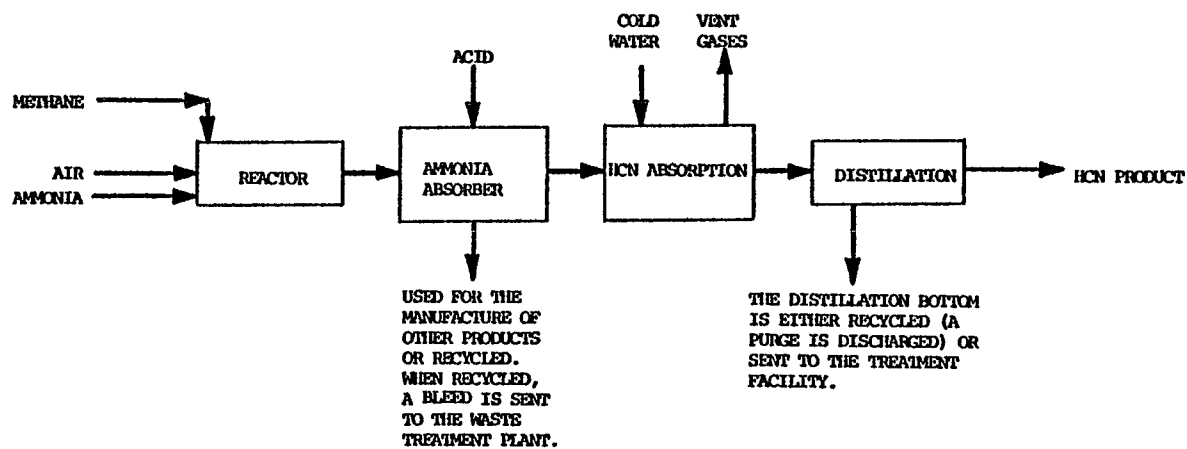 COLD
WATER
VENT
GASES
ACID
METHANE
AIR
AMMONIA
REACTOR
AMMONIA
ABSORBER
HCN ABSORPTION
DISTILLATION
HCN PRODUCT
USED FOR THE
MANUFACTURE OF
OTHER PRODUCTS
OR RECYCLED.
WHEN RECYCLED,
A BLEED IS SENT
TO THE WASTE
TREATMENT PLANT.
THE DISTILLATION BOTTOM
IS EITHER RECYCLED (A
PURGE IS DISCHARGED) OR
SENT TO THE TREATMENT
FACILITY.